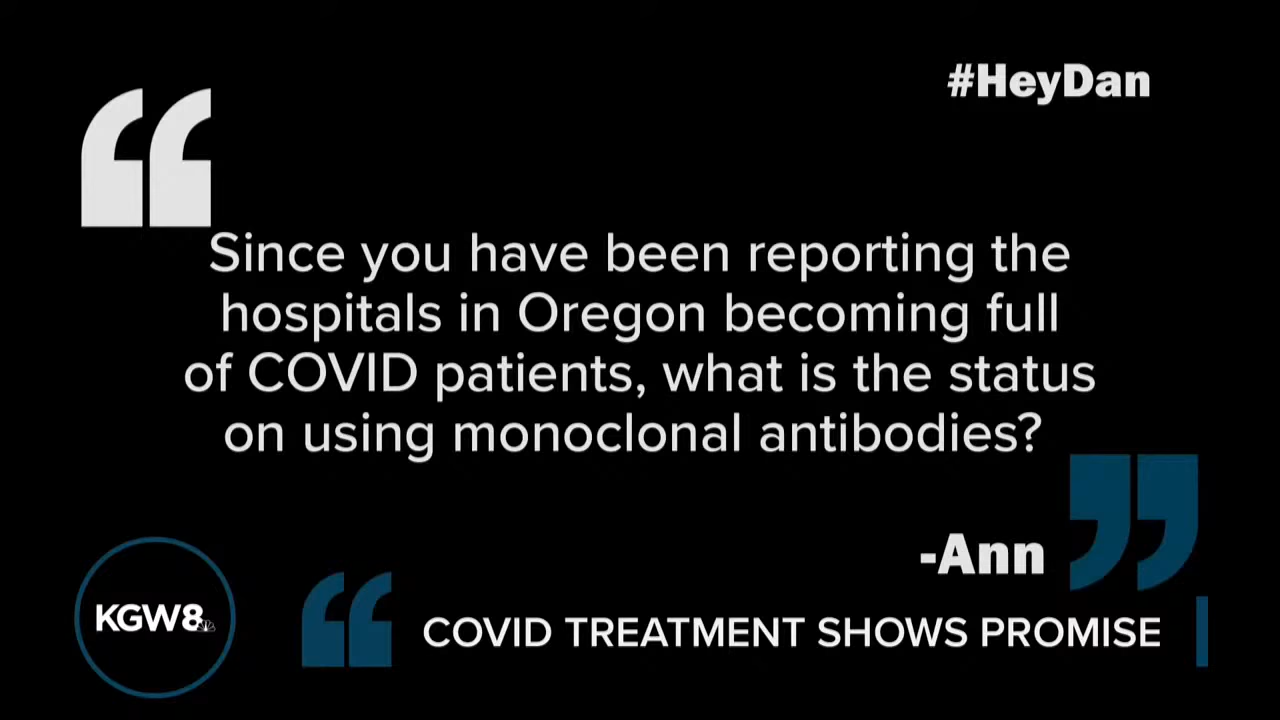 #HeyDan
“
Since you have been reporting the
hospitals in Oregon becoming full
of COVID patients, what is the status
on using monoclonal antibodies?
”
-Ann
KGW8
“ COVID TREATMENT SHOWS PROMISE